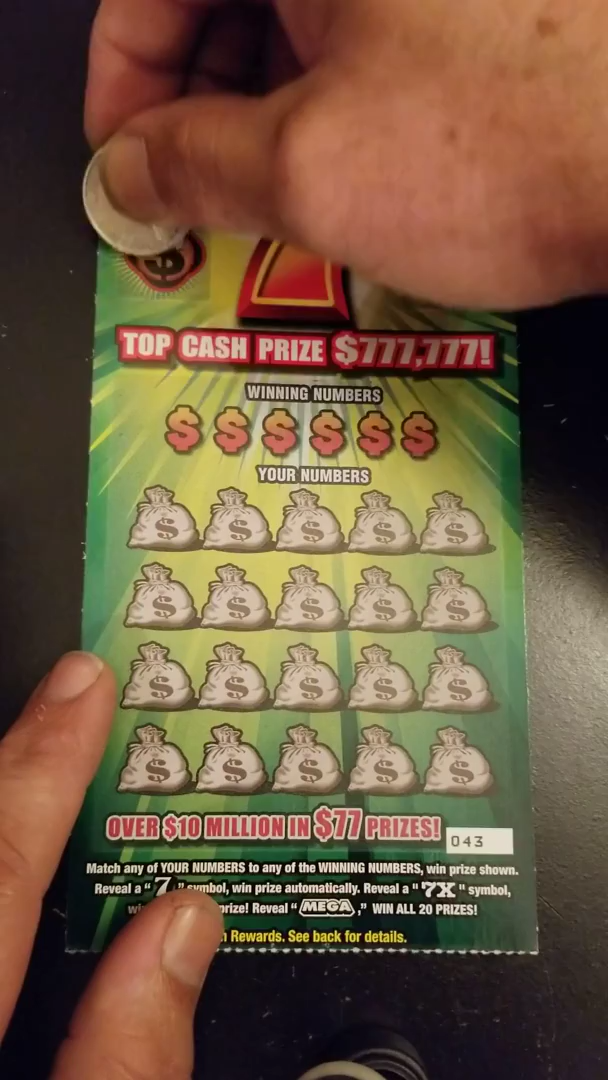 TOP CASH PRIZE $777,777!
WINNING NUMBERS
$ $ $ $ $ $
YOUR NUMBERS
$ $ $ $ $
$ $ $ $ $
$ $ $ $ $
$ $ $ $ $
OVER $10 MILLION IN $77 PRIZES!
043
Match any of YOUR NUMBERS to any of the WINNING NUMBERS, win prize shown.
Reveal a "7" symbol, win prize automatically. Reveal a "7X" symbol,
prize! Reveal "MEGA," WIN ALL 20 PRIZES!
Rewards. See back for details.